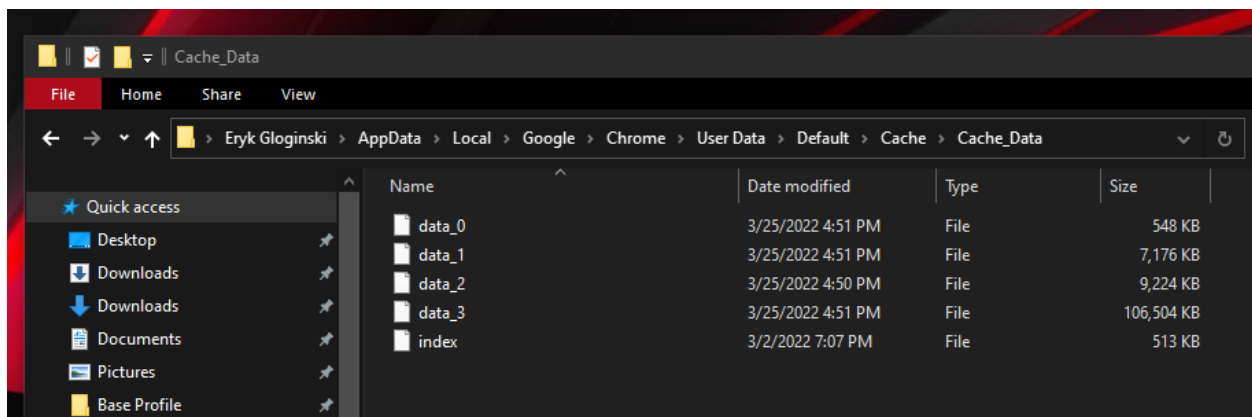 Cache_Data
File Home Share View
Eryk Gloginski > AppData > Local > Google > Chrome > User Data > Default > Cache > Cache_Data
Name Date modified Type Size
Quick access
Desktop
Downloads
Downloads
Documents
Pictures
Base Profile
data_0 3/25/2022 4:51 PM File 548 KB
data_1 3/25/2022 4:51 PM File 7,176 KB
data_2 3/25/2022 4:50 PM File 9,224 KB
data_3 3/25/2022 4:51 PM File 106,504 KB
index 3/2/2022 7:07 PM File 513 KB